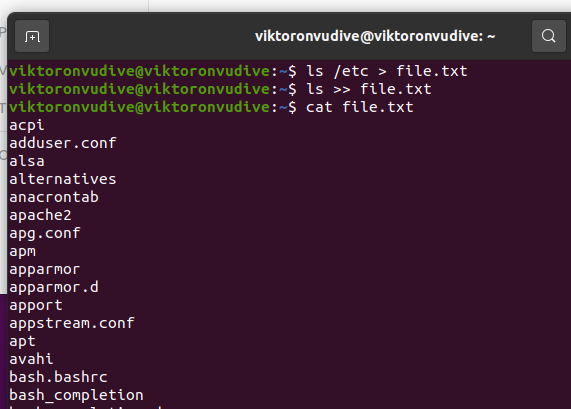 viktoronvudive@viktoronvudive: ~
viktoronvudive@viktoronvudive:~$ ls /etc > file.txt
viktoronvudive@viktoronvudive:~$ ls >> file.txt
viktoronvudive@viktoronvudive:~$ cat file.txt
acpi
adduser.conf
alsa
alternatives
anacrontab
apache2
apg.conf
apm
apparmor
apparmor.d
apport
appstream.conf
apt
avahi
bash.bashrc
bash_completion